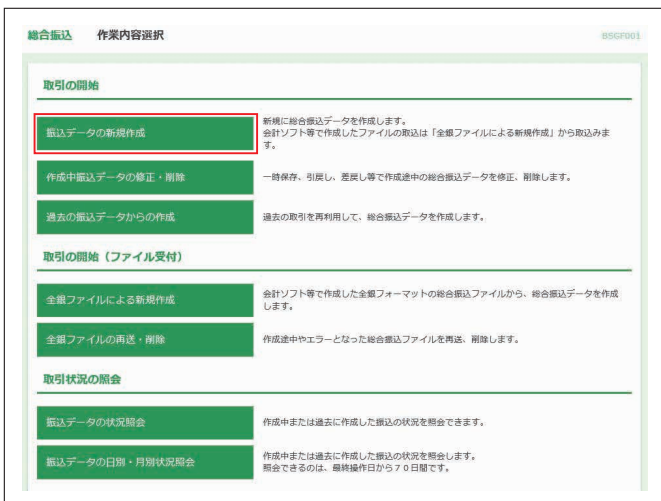 総合振込 作業内容選択 BSGF001
取引の開始
振込データの新規作成
新規に総合振込データを作成します。
会計ソフト等で作成したファイルの取込は「全銀ファイルによる新規作成」から取込みま
す。
作成中振込データの修正・削除
一時保存、引戻し、差戻し等で作成途中の総合振込データを修正、削除します。
過去の振込データからの作成
過去の取引を再利用して、総合振込データを作成します。
取引の開始（ファイル受付）
全銀ファイルによる新規作成
会計ソフト等で作成した全銀フォーマットの総合振込ファイルから、総合振込データを作成
します。
全銀ファイルの再送・削除
作成途中やエラーとなった総合振込ファイルを再送、削除します。
取引状況の照会
振込データの状況照会
作成中または過去に作成した振込の状況を照会できます。
振込データの日別・月別状況照会
作成中または過去に作成した振込の状況を照会します。
照会できるのは、最終操作日から７０日間です。